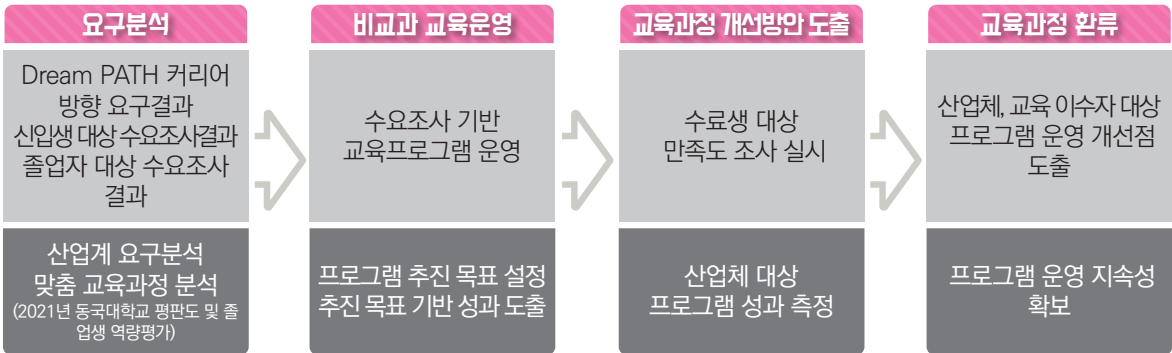 요구분석
Dream PATH 커리어
방향 요구결과
신입생 대상 수요조사결과
졸업자 대상 수요조사
결과
산업계 요구분석
맞춤 교육과정 분석
(2021년 동국대학교 평판도 및 졸
업생 역량평가)
비교과 교육운영
수요조사 기반
교육프로그램 운영
프로그램 추진 목표 설정
추진 목표 기반 성과 도출
교육과정 개선방안 도출
수료생 대상
만족도 조사 실시
산업체 대상
프로그램 성과 측정
교육과정 환류
산업체, 교육 이수자 대상
프로그램 운영 개선점
도출
프로그램 운영 지속성
확보